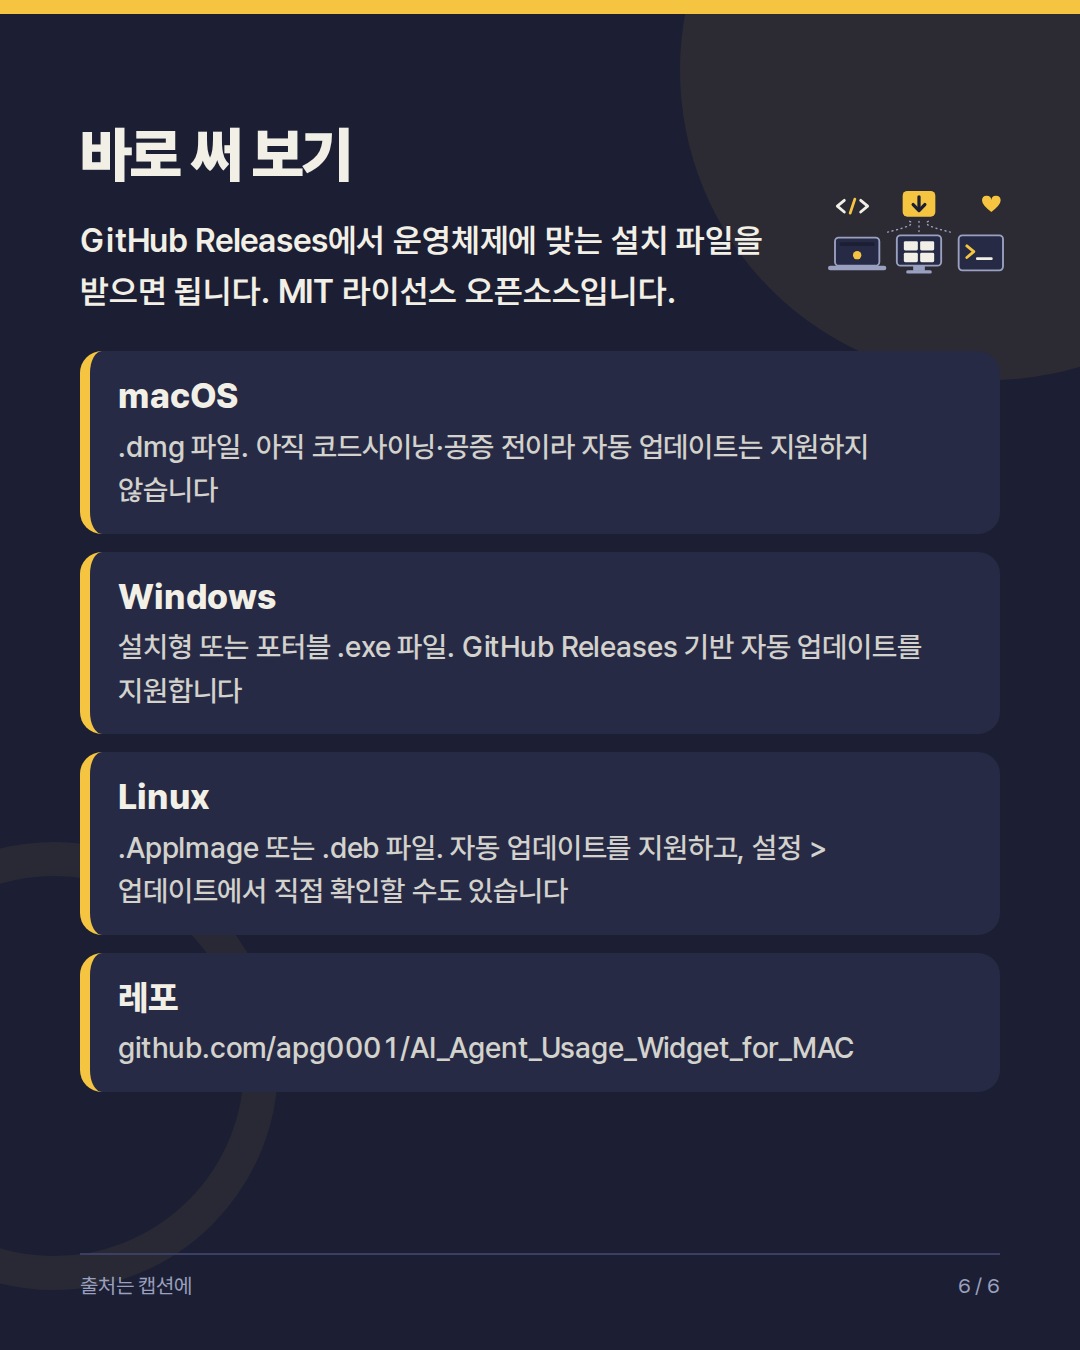 바로 써 보기
GitHub Releases에서 운영체제에 맞는 설치 파일을
받으면 됩니다. MIT 라이선스 오픈소스입니다.
macOS
.dmg 파일. 아직 코드사이닝·공증 전이라 자동 업데이트는 지원하지
않습니다
Windows
설치형 또는 포터블 .exe 파일. GitHub Releases 기반 자동 업데이트를
지원합니다
Linux
.AppImage 또는 .deb 파일. 자동 업데이트를 지원하고, 설정 >
업데이트에서 직접 확인할 수도 있습니다
레포
github.com/apg0001/AI_Agent_Usage_Widget_for_MAC
출처는 캡션에
6 / 6